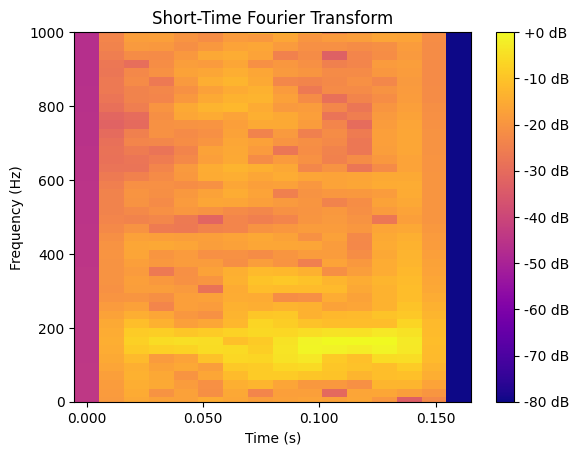 Short-Time Fourier Transform
1000
800
600
400
200
0
Frequency (Hz)
0.000
0.050
0.100
0.150
Time (s)
+0 dB
-10 dB
-20 dB
-30 dB
-40 dB
-50 dB
-60 dB
-70 dB
-80 dB